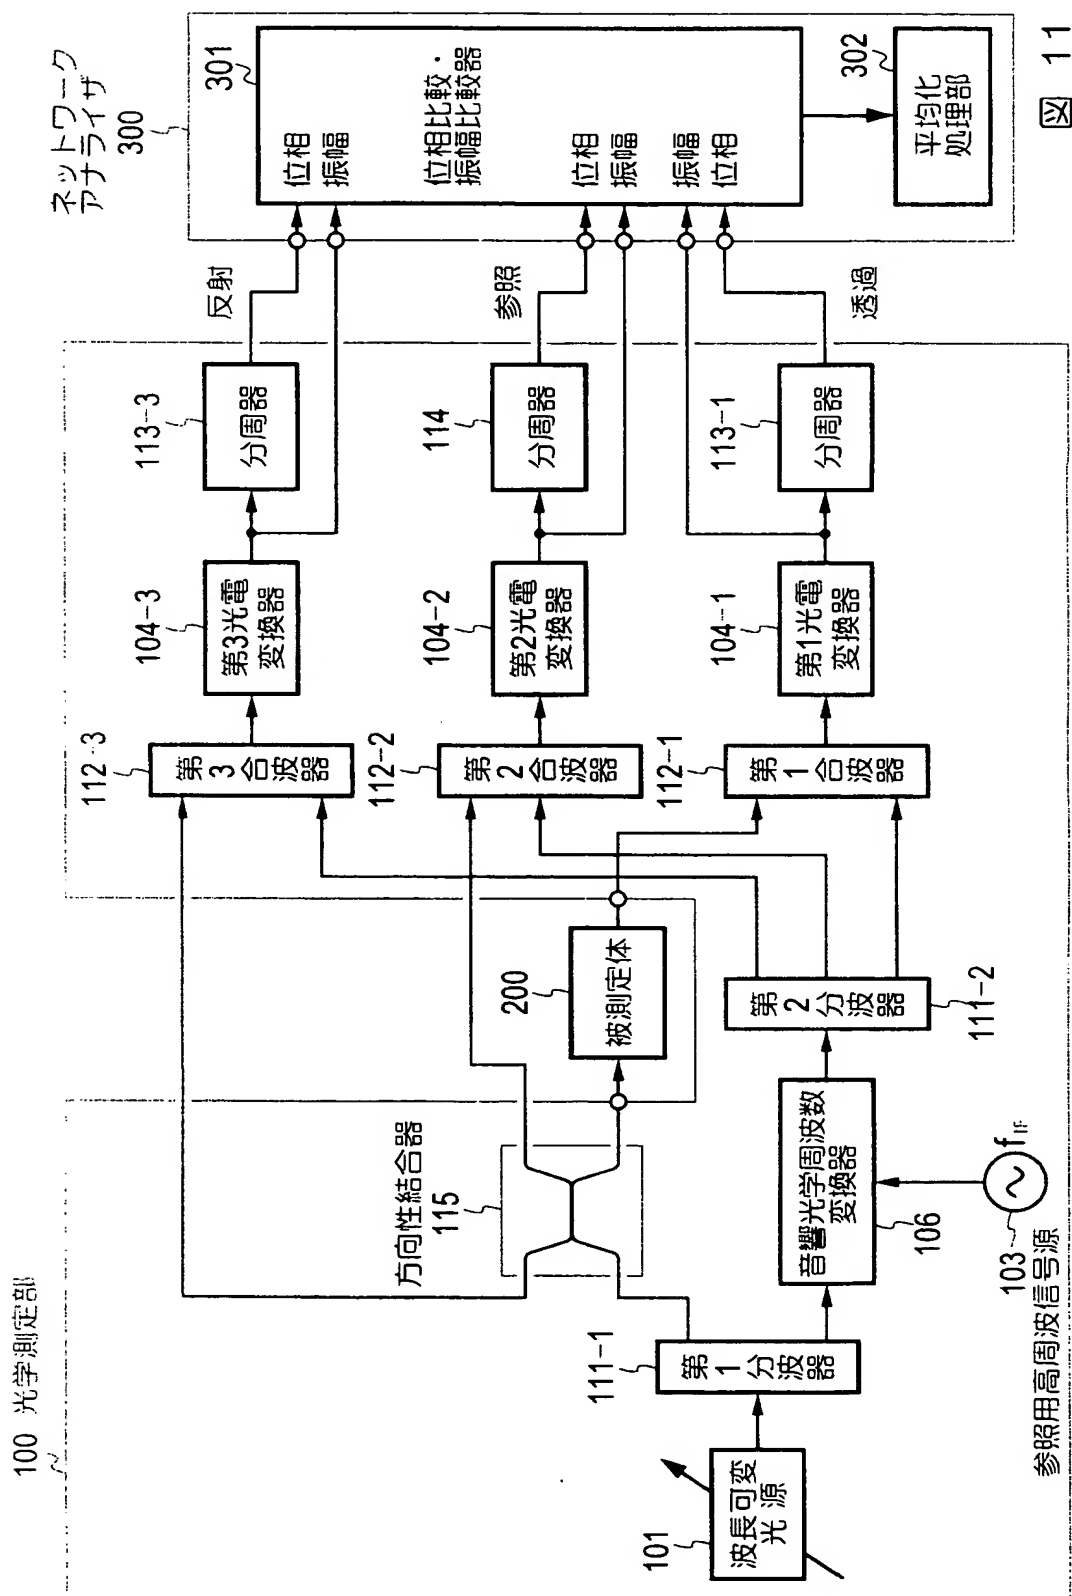 100 光学測定部
101
波長可変
光 源
111-1
第1分波器
方向性結合器
115
音響光学周波数
変換器
106
103
fIF
参照用高周波信号源
200
被測定体
第2分波器
111-2
112-3
第3合波器
112-2
第2合波器
112-1
第1合波器
104-3
第3光電
変換器
104-2
第2光電
変換器
104-1
第1光電
変換器
113-3
分周器
114
分周器
113-1
分周器
反射
参照
透過
ネットワーク
アナライザ
300
301
位相
振幅
位相比較・
振幅比較器
位相
振幅
振幅
位相
302
平均化
処理部
図 11